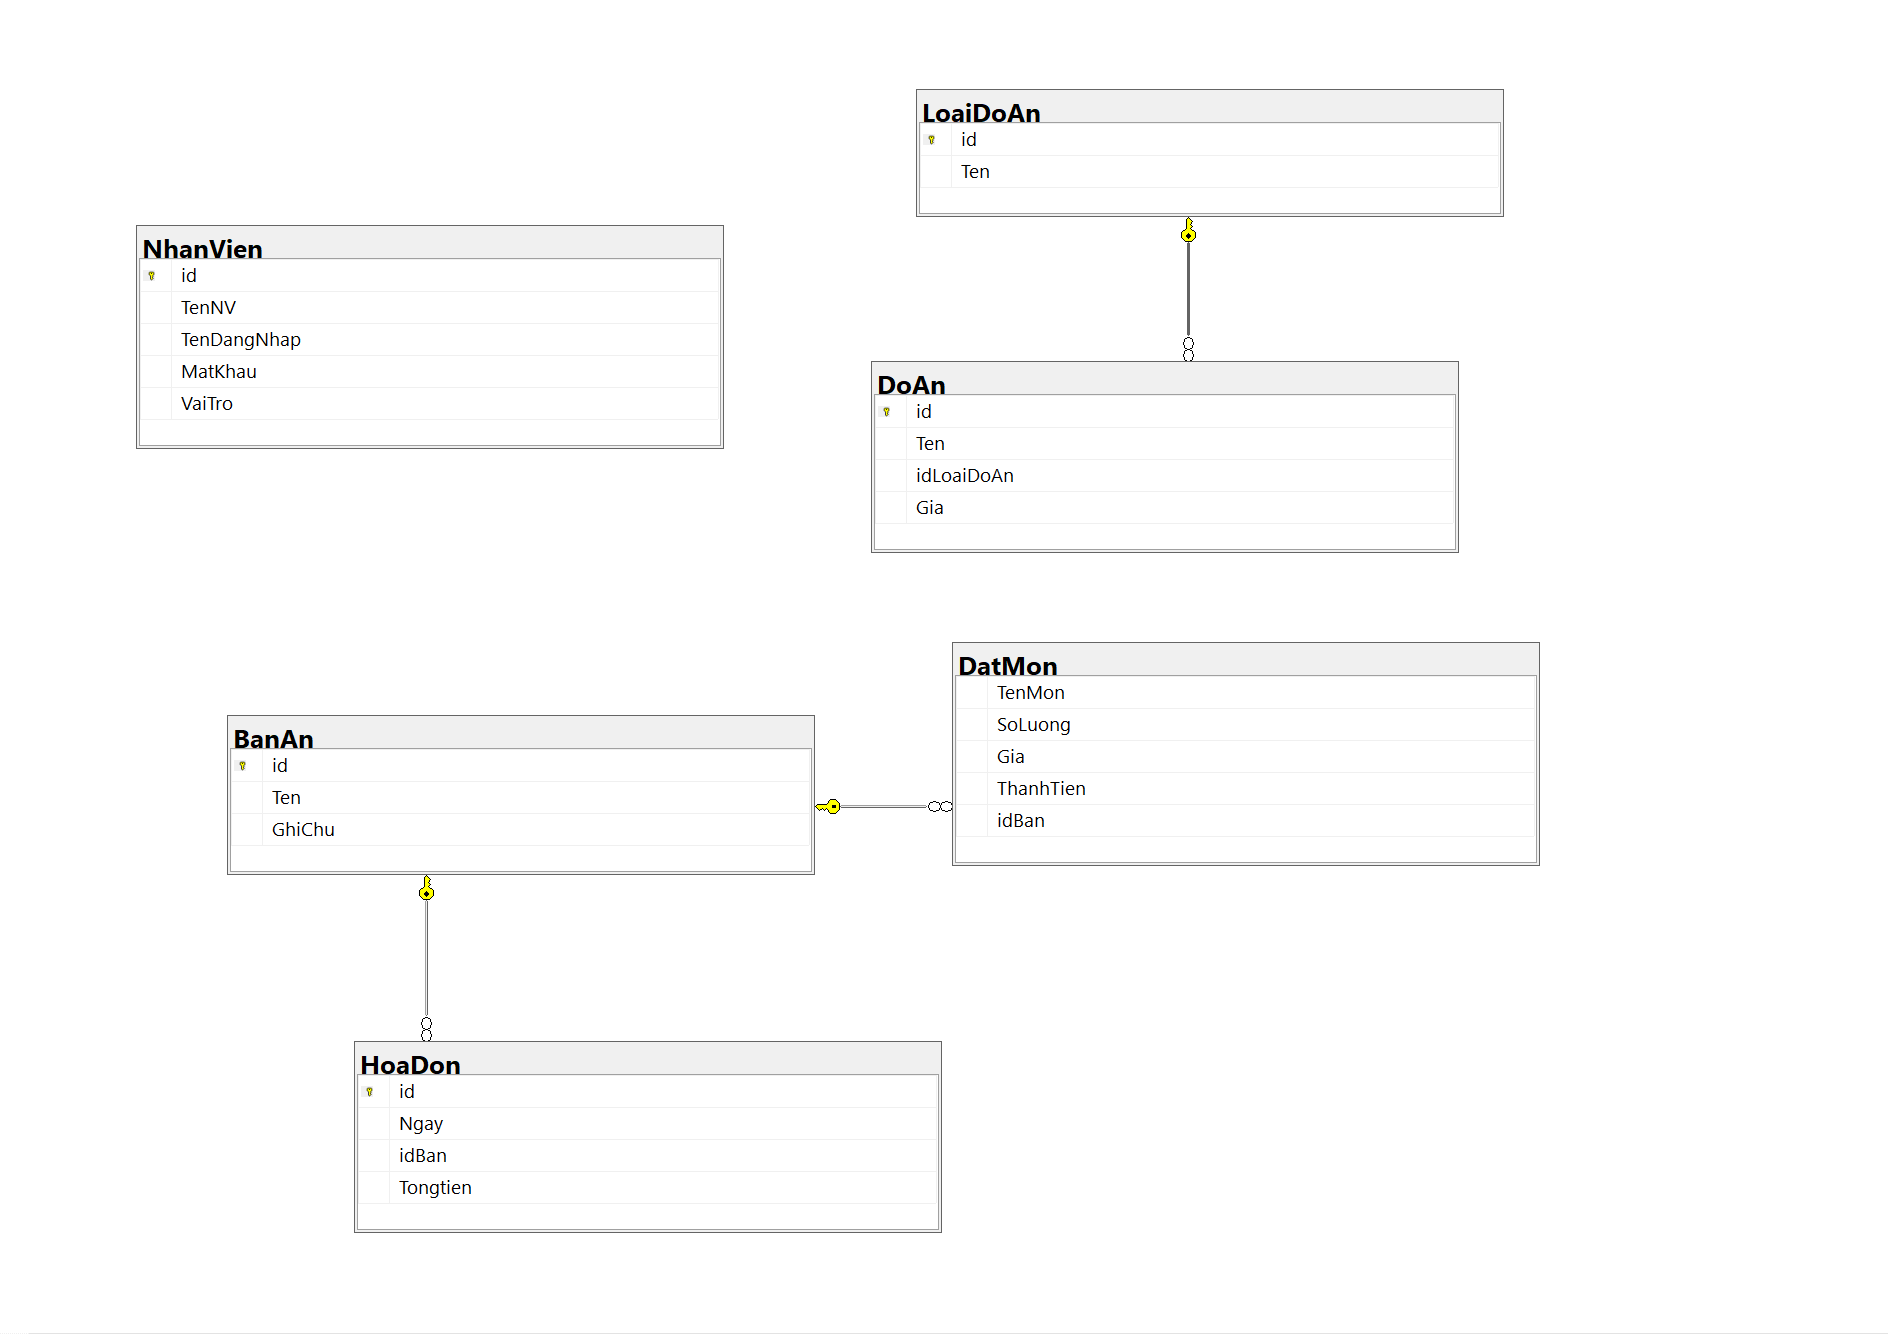 LoaiDoAn
id
Ten
NhanVien
id
TenNV
TenDangNhap
MatKhau
VaiTro
DoAn
id
Ten
idLoaiDoAn
Gia
DatMon
TenMon
SoLuong
Gia
ThanhTien
idBan
BanAn
id
Ten
GhiChu
HoaDon
id
Ngay
idBan
Tongtien